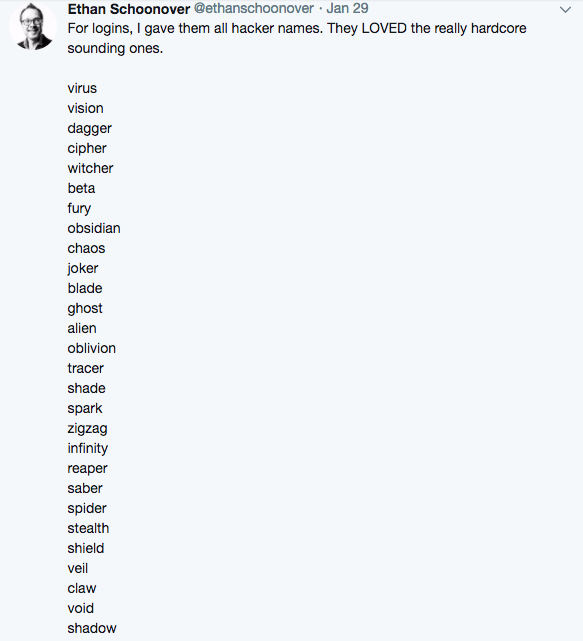 Ethan Schoonover @ethanschoonover · Jan 29
For logins, I gave them all hacker names. They LOVED the really hardcore
sounding ones.
virus
vision
dagger
cipher
witcher
beta
fury
obsidian
chaos
joker
blade
ghost
alien
oblivion
tracer
shade
spark
zigzag
infinity
reaper
saber
spider
stealth
shield
veil
claw
void
shadow